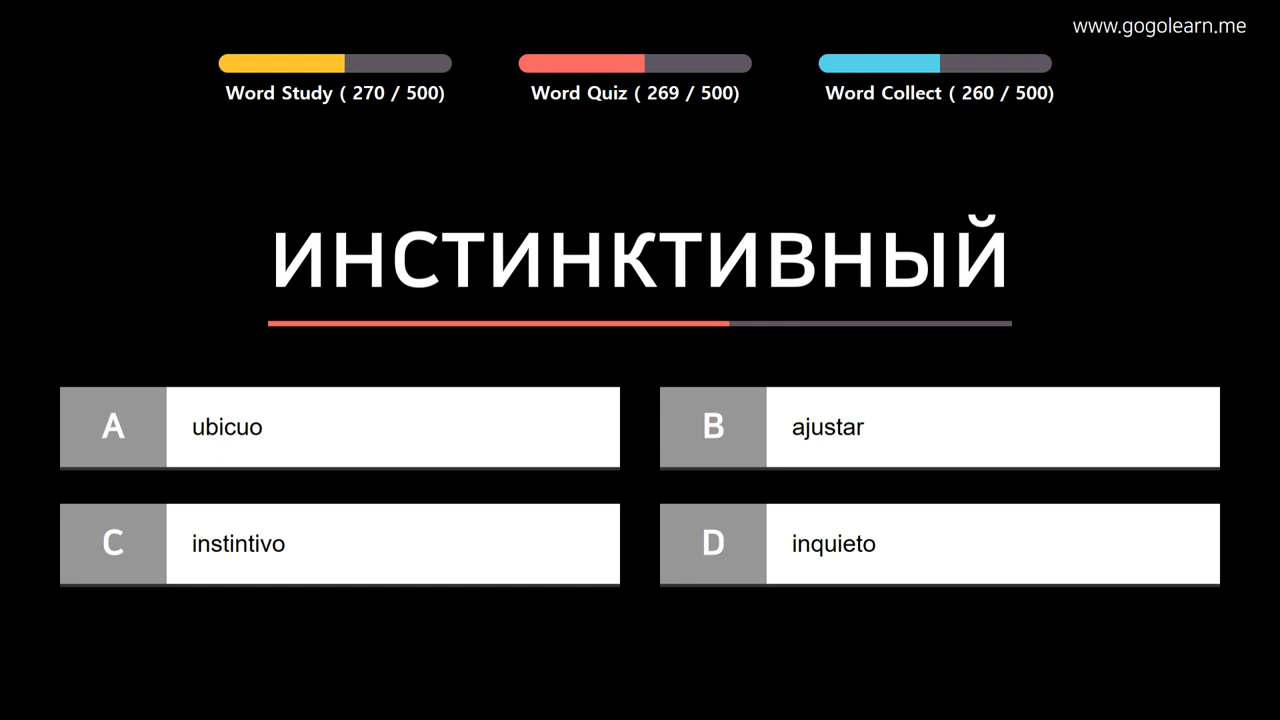 www.gogolearn.me
Word Study ( 270 / 500)
Word Quiz ( 269 / 500)
Word Collect ( 260 / 500)
ИНСТИНКТИВНЫЙ
A ubicuo
B ajustar
C instintivo
D inquieto